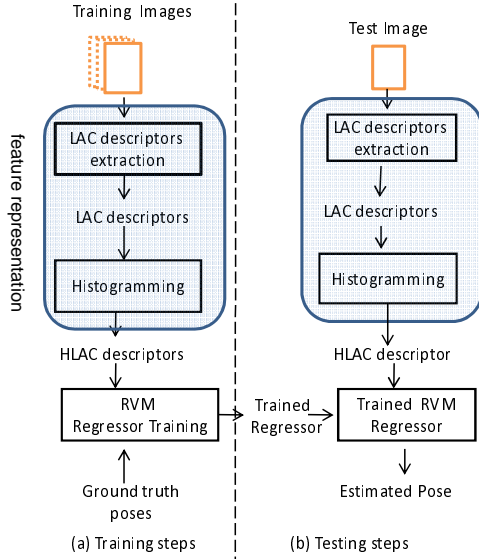 Training Images
feature representation
LAC descriptors
extraction
LAC descriptors
Histogramming
HLAC descriptors
RVM
Regressor Training
Ground truth
poses
(a) Training steps
Test Image
LAC descriptors
extraction
LAC descriptors
Histogramming
HLAC descriptor
Trained
Regressor
Trained RVM
Regressor
Estimated Pose
(b) Testing steps